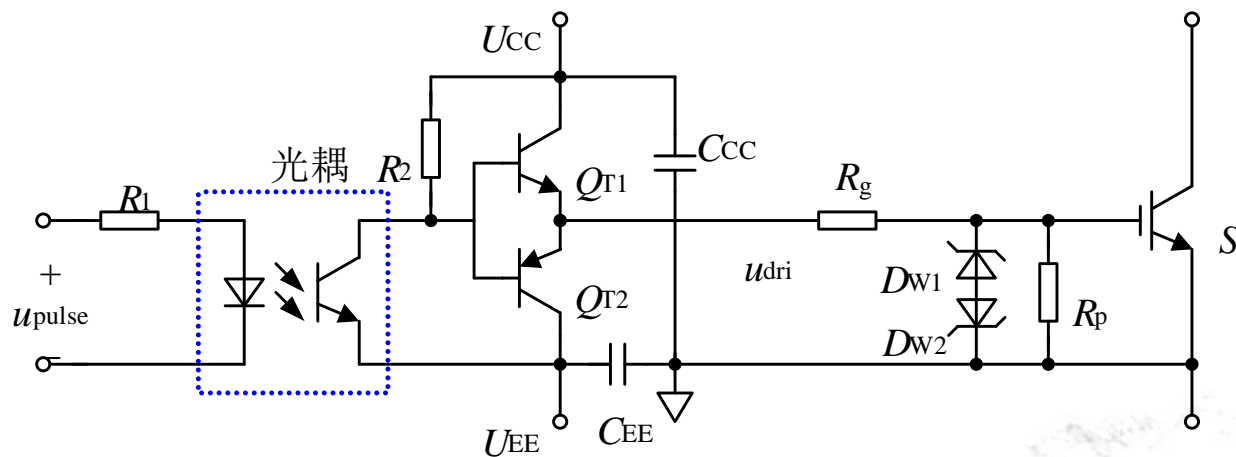 UCC
光耦
R2
CCC
R1
QT1
Rg
S
+
udri
DW1
upulse
QT2
Rp
DW2
−
UEE
CEE